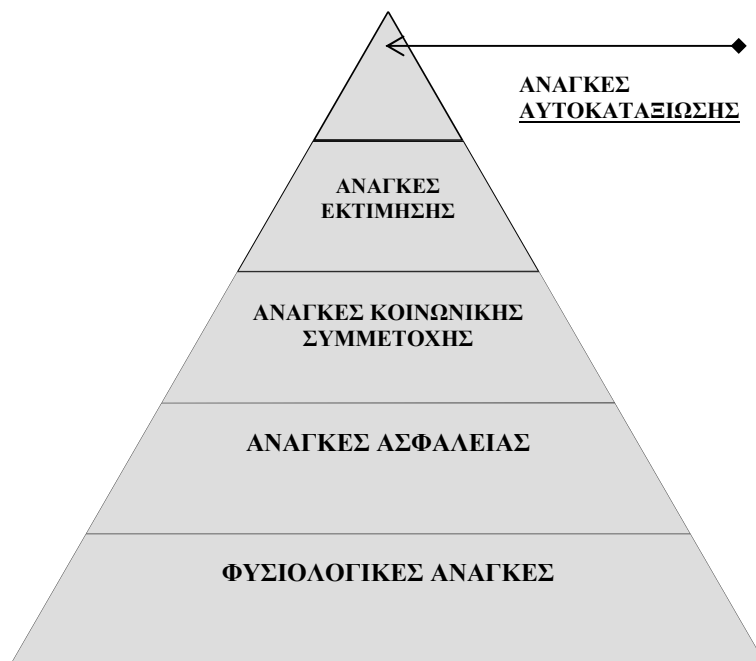 ΑΝΑΓΚΕΣ
ΑΥΤΟΚΑΤΑΞΙΩΣΗΣ
ΑΝΑΓΚΕΣ
ΕΚΤΙΜΗΣΗΣ
ΑΝΑΓΚΕΣ ΚΟΙΝΩΝΙΚΗΣ
ΣΥΜΜΕΤΟΧΗΣ
ΑΝΑΓΚΕΣ ΑΣΦΑΛΕΙΑΣ
ΦΥΣΙΟΛΟΓΙΚΕΣ ΑΝΑΓΚΕΣ